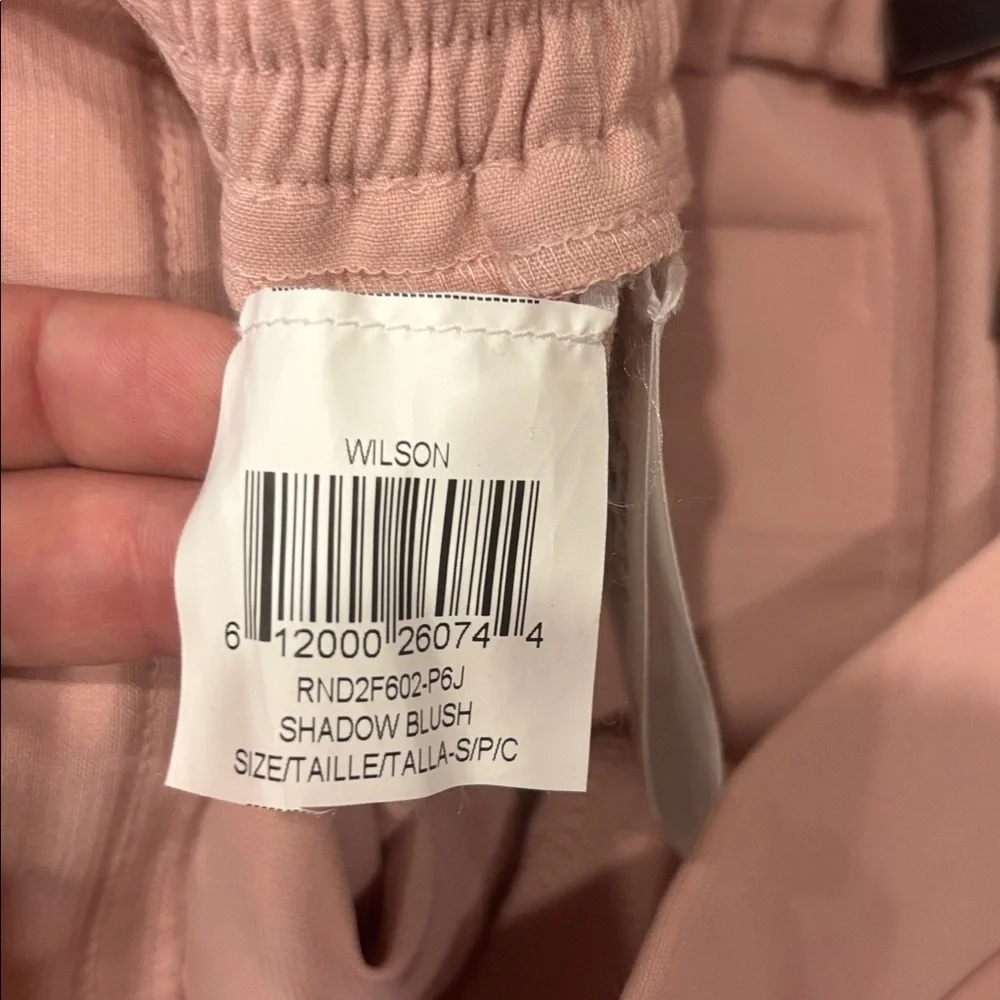 WILSON
6 12000 26074 4
RND2F602-P6J
SHADOW BLUSH
SIZE/TAILLE/TALLA-S/P/C